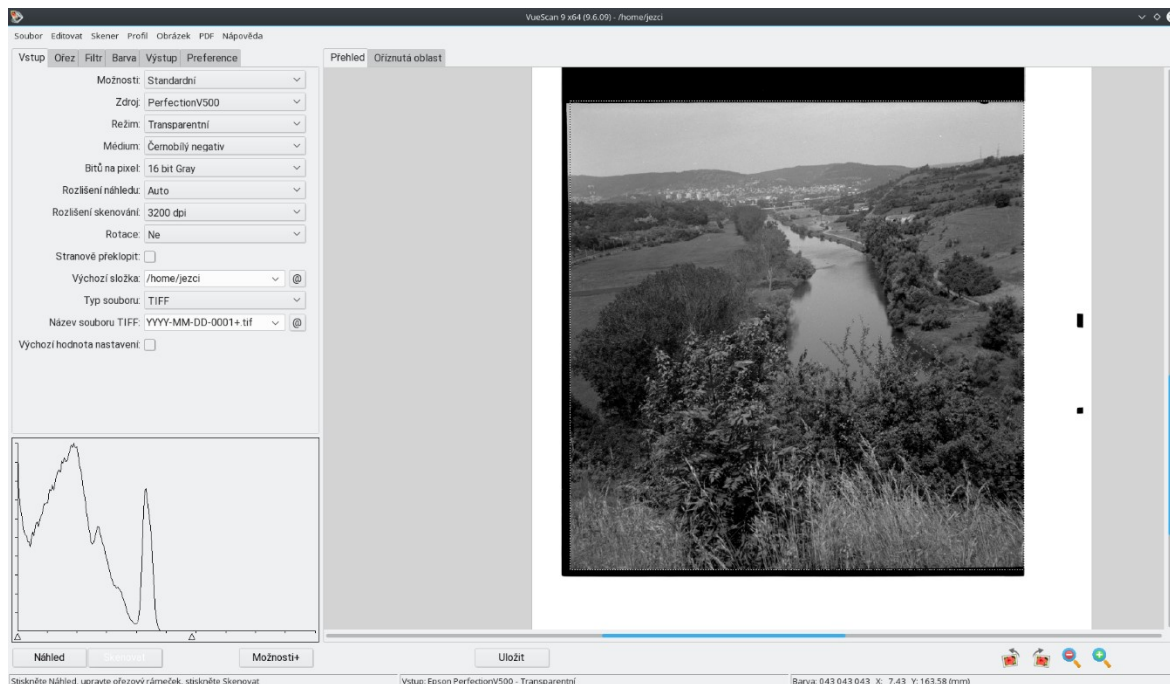 VueScan 9 x64 (9.6.09) - /home/jezci
Soubor Editovat Skener Profil Obrázek PDF Nápověda
Vstup Ořez Filtr Barva Výstup Preference
Přehled Oříznutá oblast
Možnosti: Standardní
Zdroj: PerfectionV500
Režim: Transparentní
Médium: Černobílý negativ
Bitů na pixel: 16 bit Gray
Rozlišení náhledu: Auto
Rozlišení skenování: 3200 dpi
Rotace: Ne
Stranově překlopit:
Výchozí složka: /home/jezci @
Typ souboru: TIFF
Název souboru TIFF: YYYY-MM-DD-0001+.tif @
Výchozí hodnota nastavení:
Náhled Skenovat Možnosti+ Uložit
Stiskněte Náhled, upravte ořezový rámeček, stiskněte Skenovat Vstup: Epson PerfectionV500 - Transparentní Barva: 043 043 043 X: 7.43 Y: 163.58 (mm)